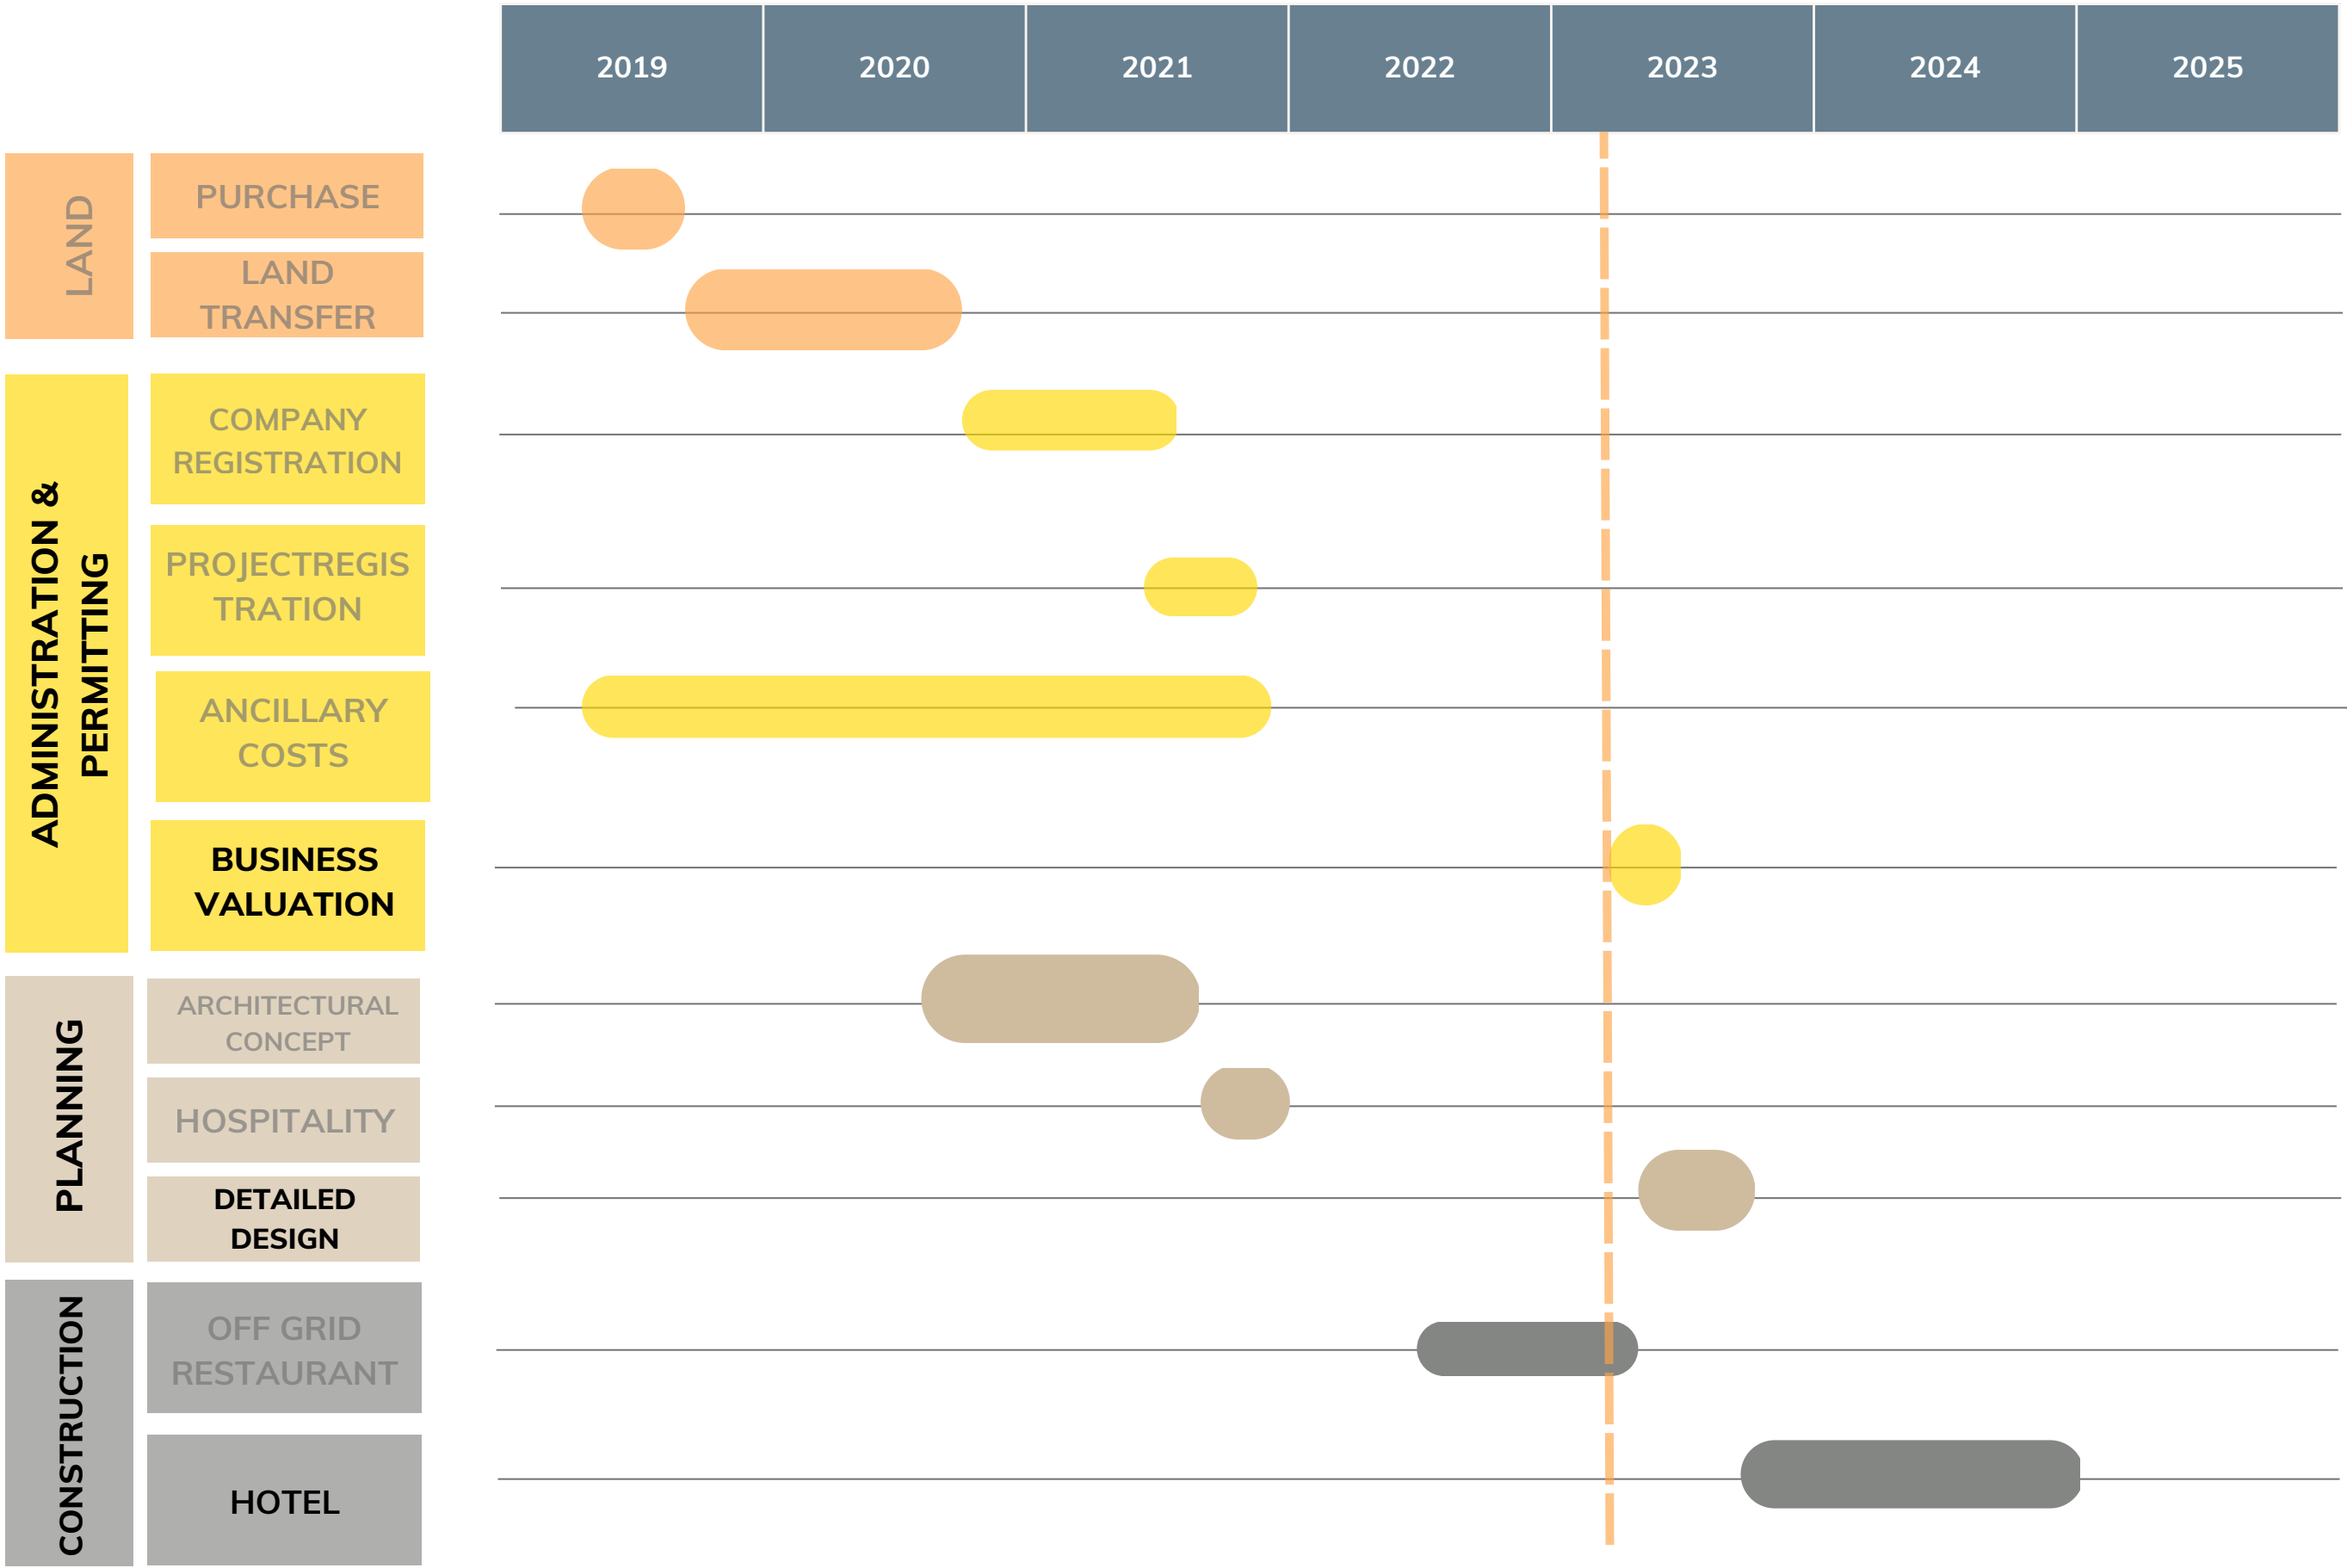 2019 2020 2021 2022 2023 2024 2025
LAND
PURCHASE
LAND
TRANSFER
ADMINISTRATION &
PERMITTING
COMPANY
REGISTRATION
PROJECTREGIS
TRATION
ANCILLARY
COSTS
BUSINESS
VALUATION
PLANNING
ARCHITECTURAL
CONCEPT
HOSPITALITY
DETAILED
DESIGN
CONSTRUCTION
OFF GRID
RESTAURANT
HOTEL